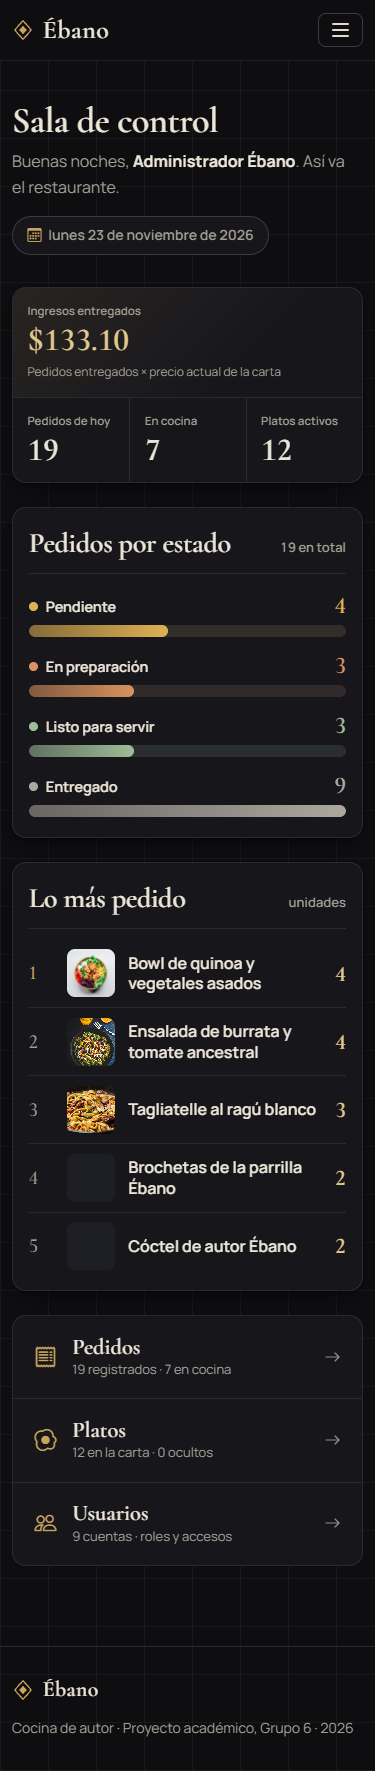 Ébano
Sala de control
Buenas noches, Administrador Ébano. Así va
el restaurante.
lunes 23 de noviembre de 2026
Ingresos entregados
$133.10
Pedidos entregados × precio actual de la carta
Pedidos de hoy
19
En cocina
7
Platos activos
12
Pedidos por estado
19 en total
Pendiente 4
En preparación 3
Listo para servir 3
Entregado 9
Lo más pedido
unidades
1 Bowl de quinoa y
vegetales asados 4
2 Ensalada de burrata y
tomate ancestral 4
3 Tagliatelle al ragú blanco 3
4 Brochetas de la parrilla
Ébano 2
5 Cóctel de autor Ébano 2
Pedidos
19 registrados · 7 en cocina
Platos
12 en la carta · 0 ocultos
Usuarios
9 cuentas · roles y accesos
Ébano
Cocina de autor · Proyecto académico, Grupo 6 · 2026